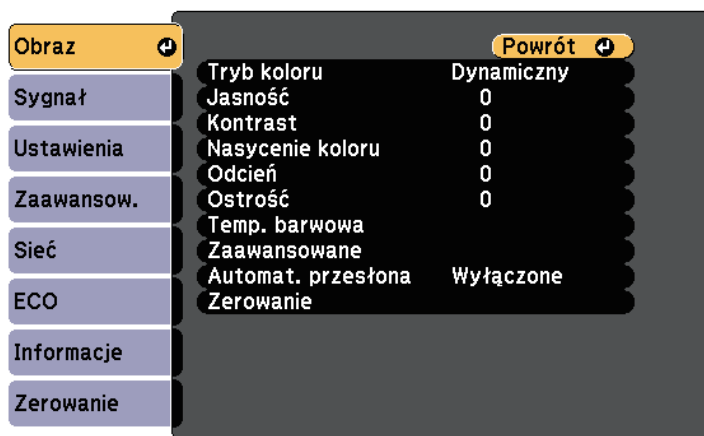 Obraz
Sygnał
Ustawienia
Zaawansow.
Sieć
ECO
Informacje
Zerowanie
Powrót
Tryb koloru Dynamiczny
Jasność 0
Kontrast 0
Nasycenie koloru 0
Odcień 0
Ostrość 0
Temp. barwowa
Zaawansowane
Automat. przesłona Wyłączone
Zerowanie